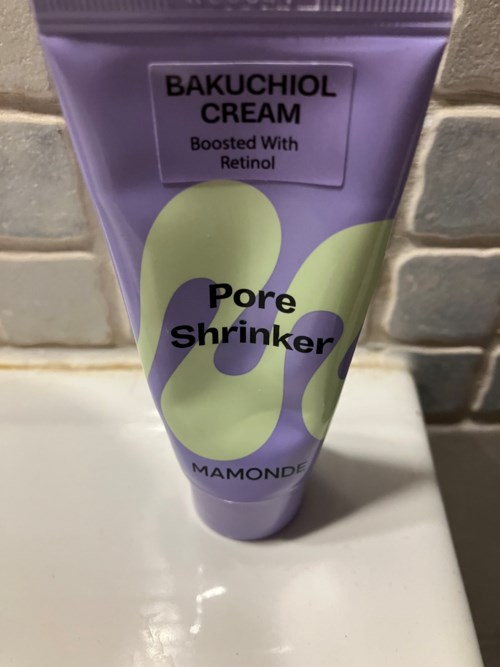 BAKUCHIOL
CREAM
Boosted With
Retinol
Pore
Shrinker
MAMONDE